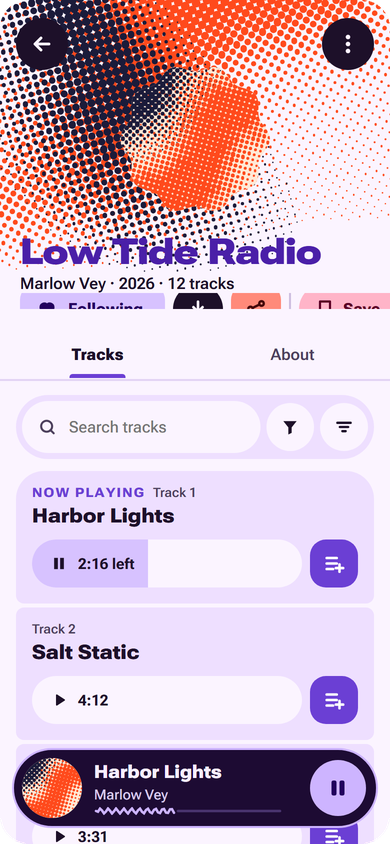 Low Tide Radio
Marlow Vey · 2026 · 12 tracks
Following
Save
Tracks
About
Search tracks
NOW PLAYING Track 1
Harbor Lights
2:16 left
Track 2
Salt Static
4:12
Harbor Lights
Marlow Vey
3:31